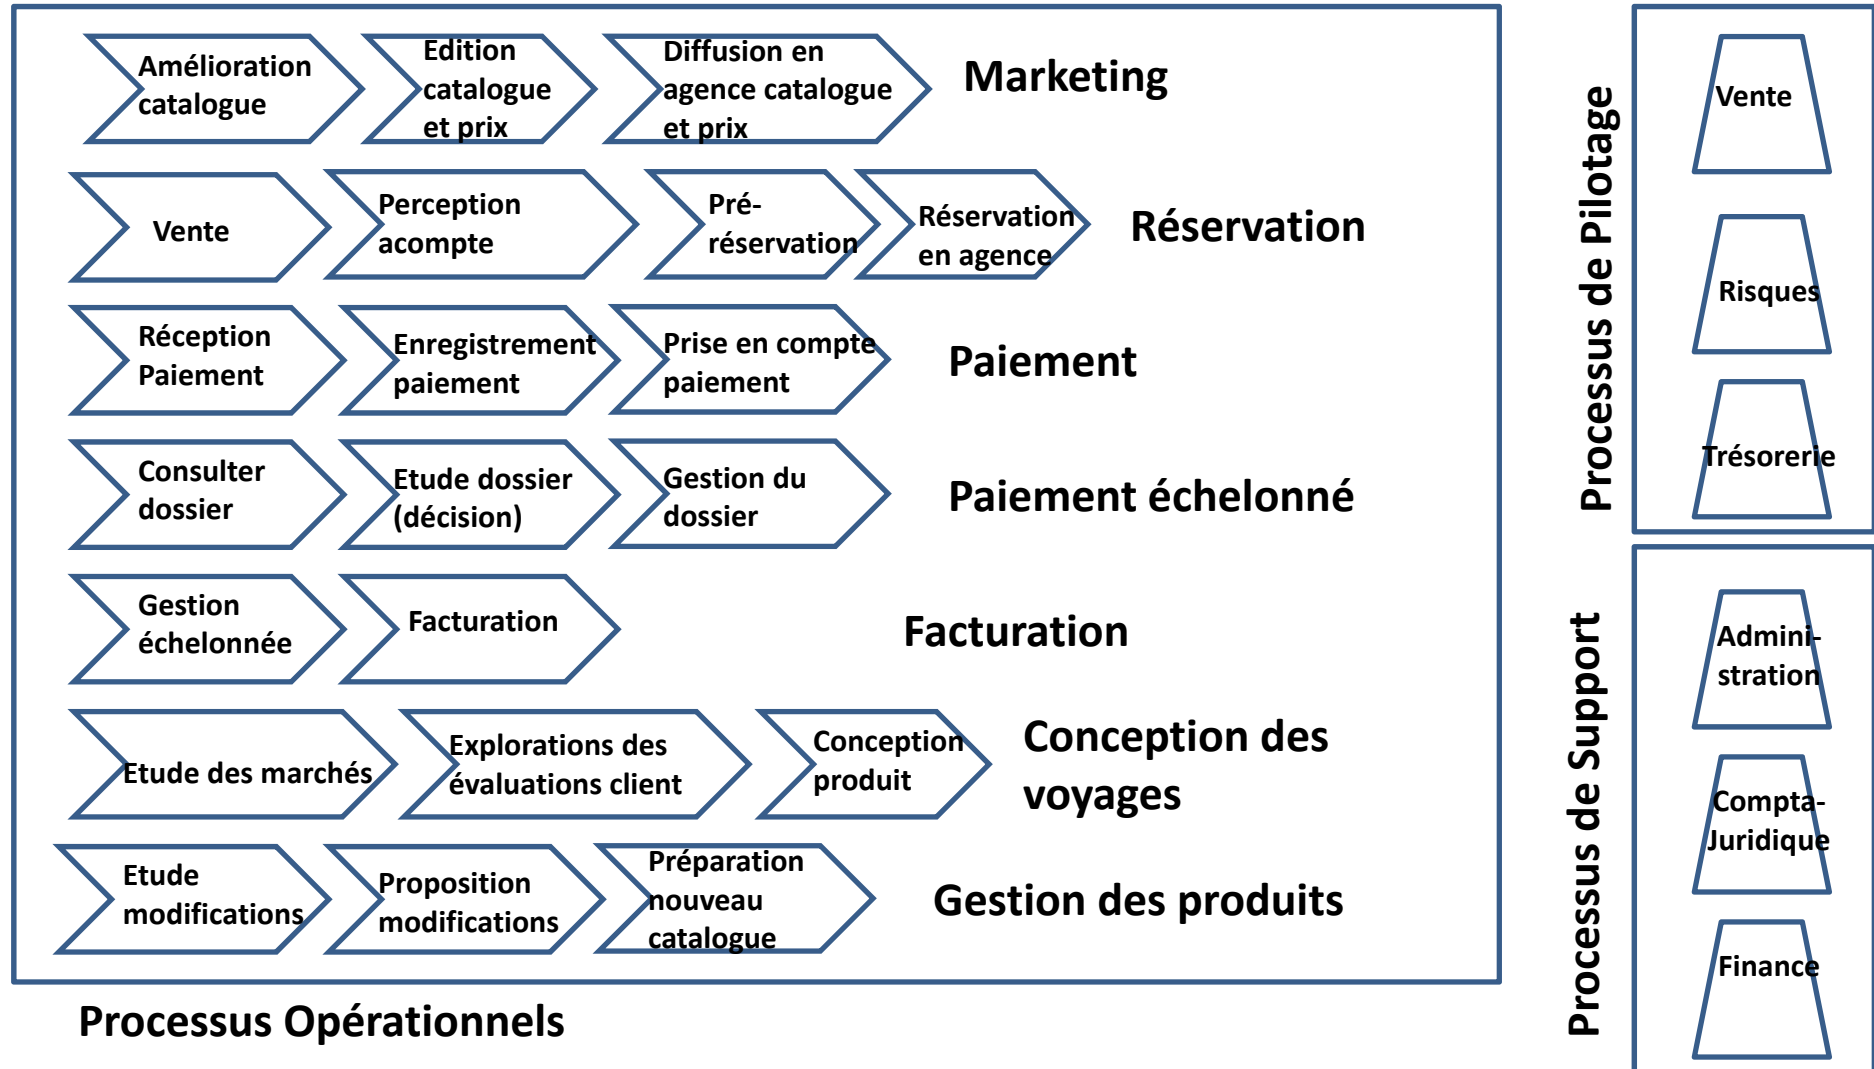 Amélioration
catalogue
Edition
catalogue
et prix
Diffusion en
agence catalogue
et prix
Marketing
Vente
Perception
acompte
Pré-
réservation
Réservation
en agence
Réservation
Réception
Paiement
Enregistrement
paiement
Prise en compte
paiement
Paiement
Consulter
dossier
Etude dossier
(décision)
Gestion du
dossier
Paiement échelonné
Gestion
échelonnée
Facturation
Facturation
Etude des marchés
Explorations des
évaluations client
Conception
produit
Conception des
voyages
Etude
modifications
Proposition
modifications
Préparation
nouveau
catalogue
Gestion des produits
Processus Opérationnels
Processus de Pilotage
Vente
Risques
Trésorerie
Processus de Support
Admini-
stration
Compta-
Juridique
Finance